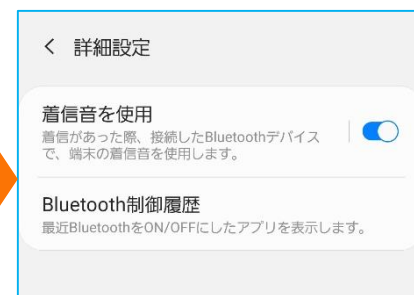 詳細設定
着信音を使用
着信があった際、接続したBluetoothデバイス
で、端末の着信音を使用します。
Bluetooth制御履歴
最近BluetoothをON/OFFにしたアプリを表示します。